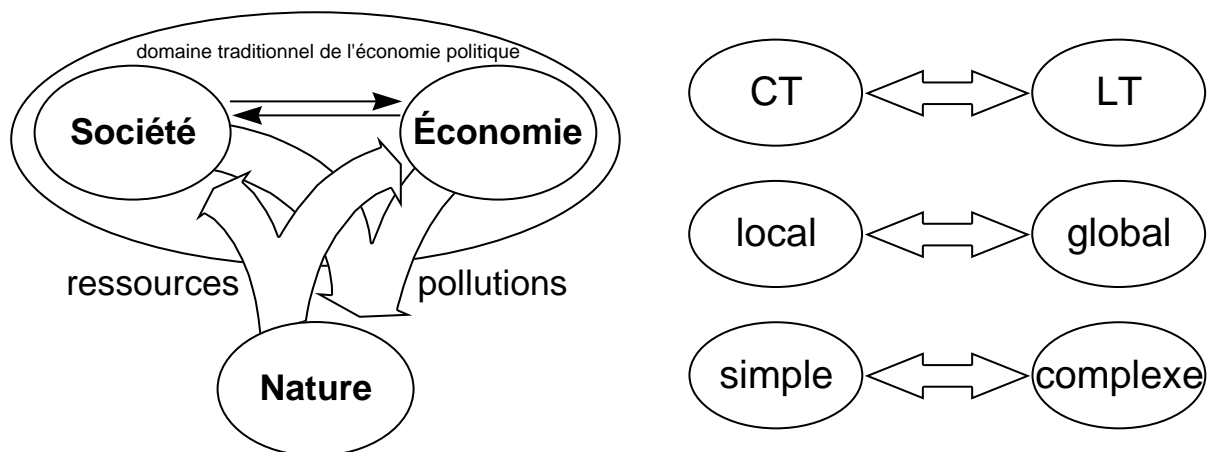 domaine traditionnel de l'économie politique
Société
Économie
ressources
pollutions
Nature
CT
LT
local
global
simple
complexe